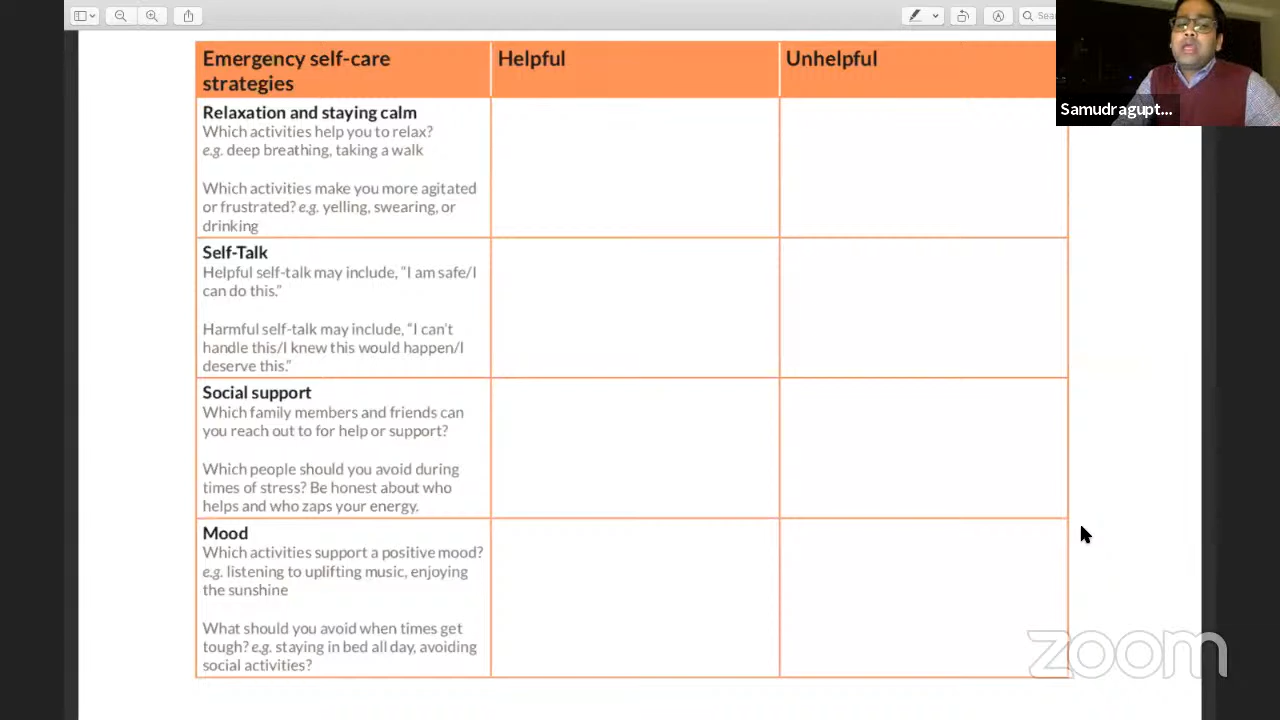 Sea
Samudragupt...
Emergency self-care
strategies
Helpful
Unhelpful
Relaxation and staying calm
Which activities help you to relax?
e.g. deep breathing, taking a walk
Which activities make you more agitated
or frustrated? e.g. yelling, swearing, or
drinking
Self-Talk
Helpful self-talk may include, “I am safe/I
can do this.”
Harmful self-talk may include, “I can’t
handle this/I knew this would happen/I
deserve this.”
Social support
Which family members and friends can
you reach out to for help or support?
Which people should you avoid during
times of stress? Be honest about who
helps and who zaps your energy.
Mood
Which activities support a positive mood?
e.g. listening to uplifting music, enjoying
the sunshine
What should you avoid when times get
tough? e.g. staying in bed all day, avoiding
social activities?
zoom